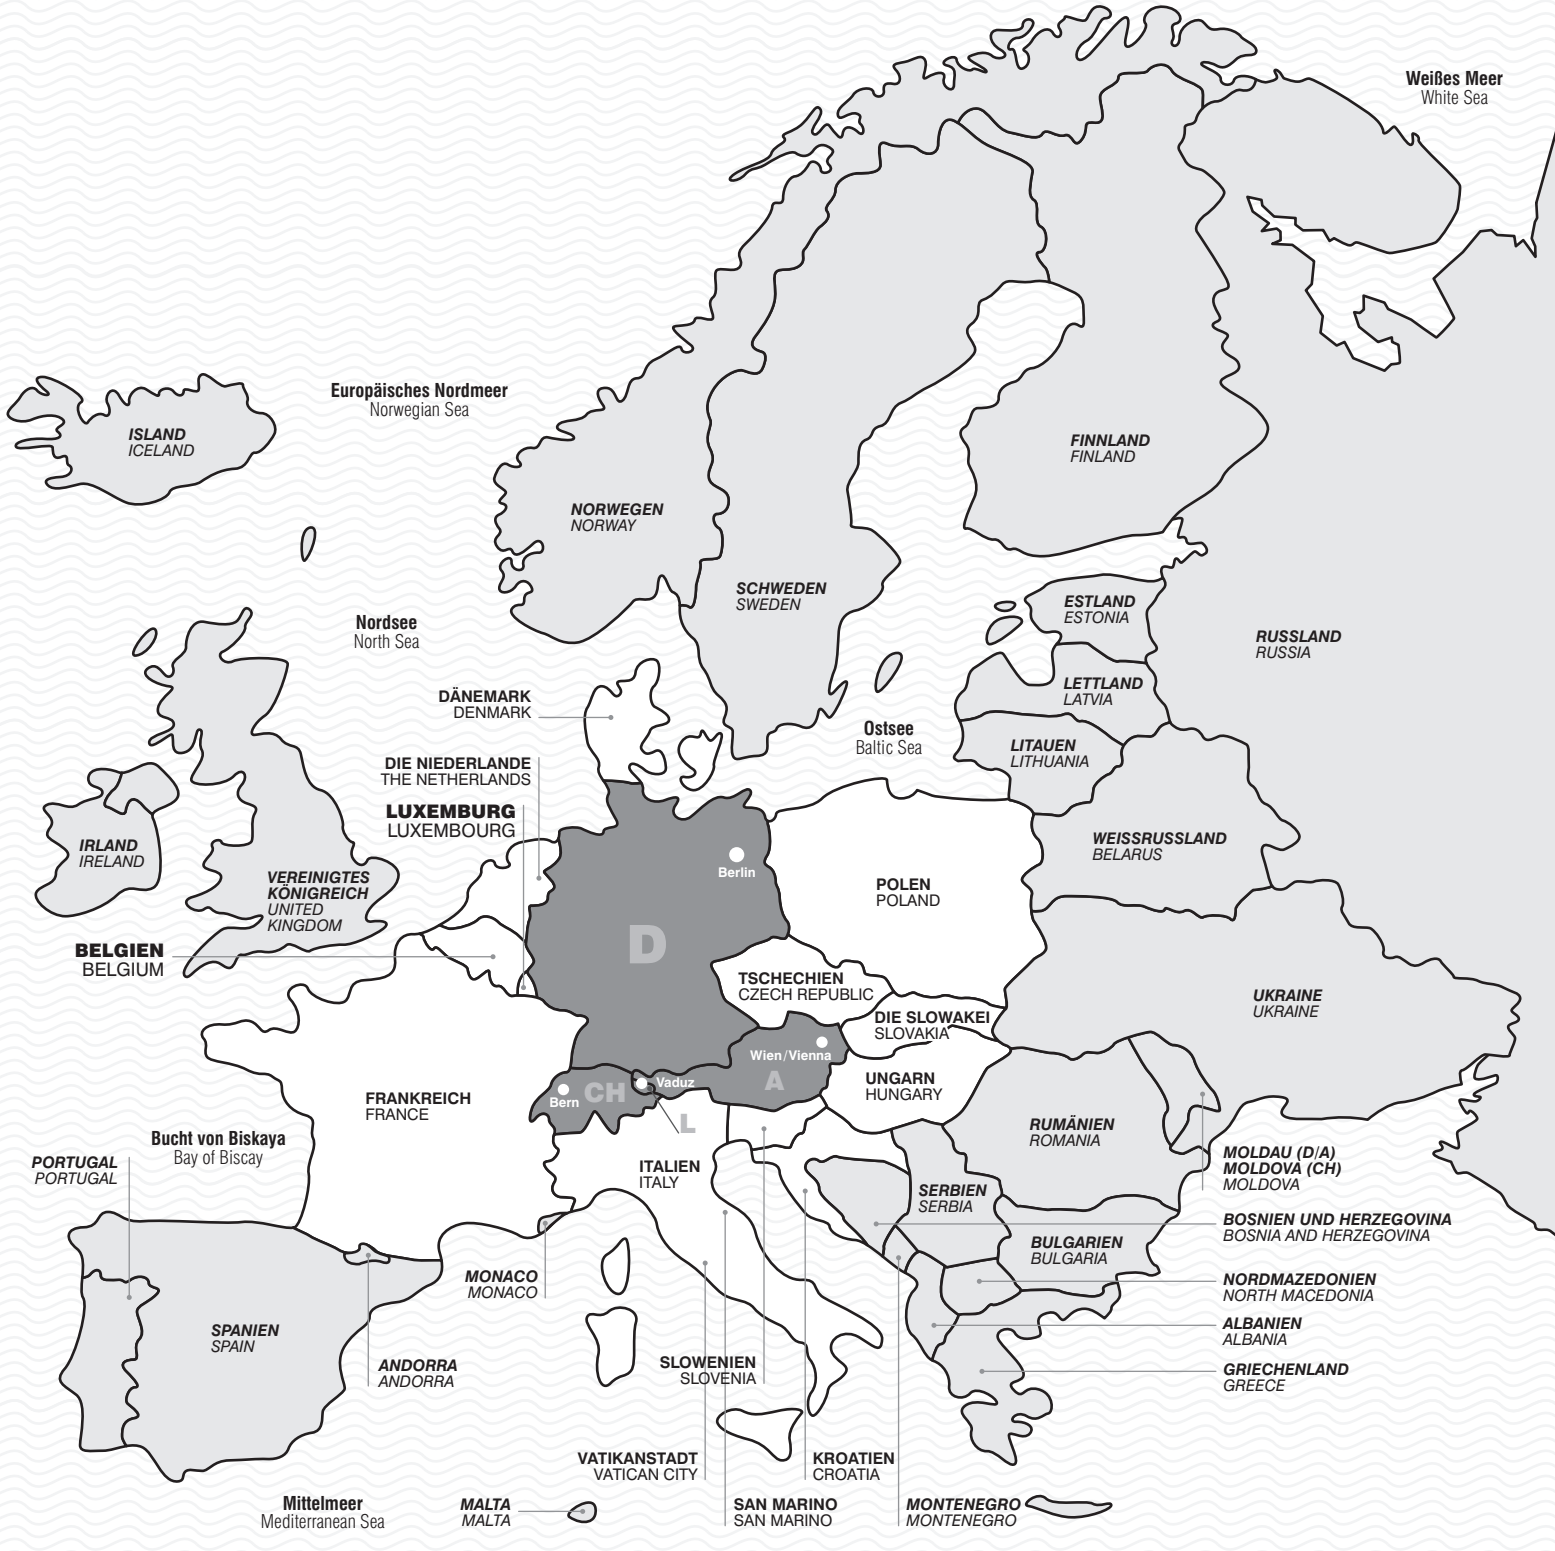 Weißes Meer
White Sea
Europäisches Nordmeer
Norwegian Sea
ISLAND
ICELAND
FINNLAND
FINLAND
NORWEGEN
NORWAY
SCHWEDEN
SWEDEN
ESTLAND
ESTONIA
Nordsee
North Sea
RUSSLAND
RUSSIA
LETTLAND
LATVIA
DÄNEMARK
DENMARK
Ostsee
Baltic Sea
LITAUEN
LITHUANIA
DIE NIEDERLANDE
THE NETHERLANDS
LUXEMBURG
LUXEMBOURG
IRLAND
IRELAND
WEISSRUSSLAND
BELARUS
Berlin
VEREINIGTES
KÖNIGREICH
UNITED
KINGDOM
POLEN
POLAND
D
BELGIEN
BELGIUM
TSCHECHIEN
CZECH REPUBLIC
UKRAINE
UKRAINE
DIE SLOWAKEI
SLOVAKIA
Wien/Vienna
A
UNGARN
HUNGARY
Vaduz
CH
Bern
L
FRANKREICH
FRANCE
RUMÄNIEN
ROMANIA
Bucht von Biskaya
Bay of Biscay
MOLDAU (D/A)
MOLDOVA (CH)
MOLDOVA
PORTUGAL
PORTUGAL
ITALIEN
ITALY
SERBIEN
SERBIA
BOSNIEN UND HERZEGOVINA
BOSNIA AND HERZEGOVINA
BULGARIEN
BULGARIA
MONACO
MONACO
NORDMAZEDONIEN
NORTH MACEDONIA
SPANIEN
SPAIN
ALBANIEN
ALBANIA
ANDORRA
ANDORRA
SLOWENIEN
SLOVENIA
GRIECHENLAND
GREECE
VATIKANSTADT
VATICAN CITY
KROATIEN
CROATIA
Mittelmeer
Mediterranean Sea
MALTA
MALTA
SAN MARINO
SAN MARINO
MONTENEGRO
MONTENEGRO